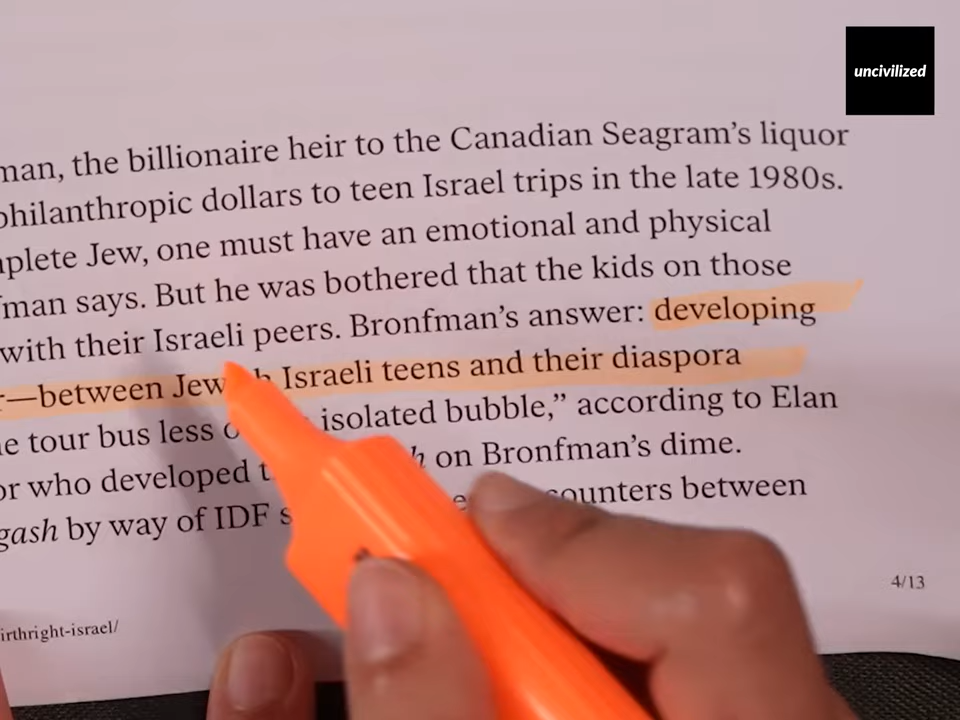 uncivilized
man, the billionaire heir to the Canadian Seagram's liquor
philanthropic dollars to teen Israel trips in the late 1980s.
Jew, one must have an emotional and physical
man says. But he was bothered that the kids on those
with their Israeli peers. Bronfman's answer: developing
—between Israeli teens and their diaspora
tour bus less isolated bubble,” according to Elan
or who developed on Bronfman's dime.
gash by way of IDF between
4/13
irthright-israel/